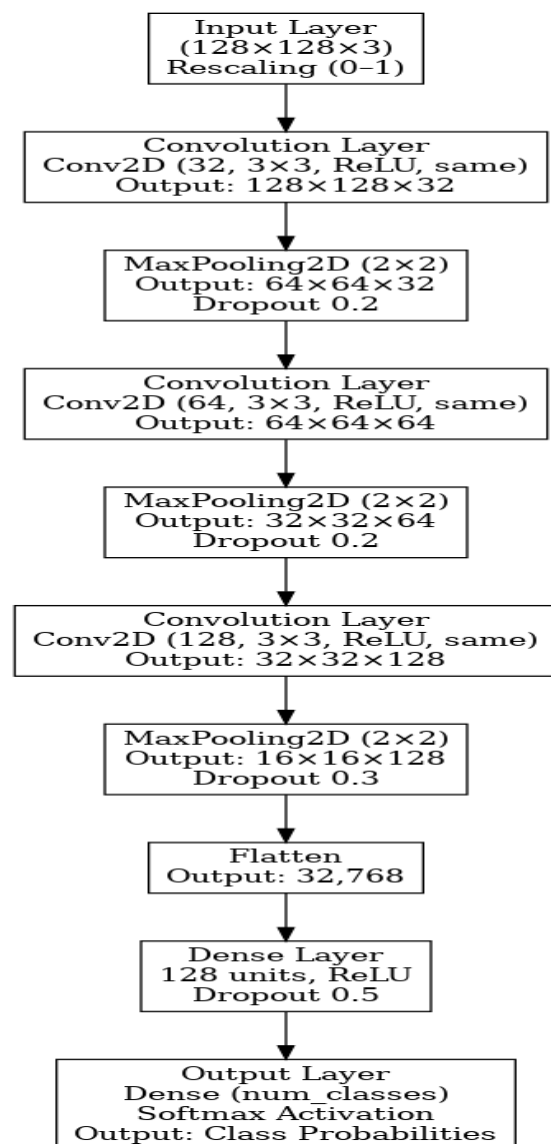 Input Layer
(128×128×3)
Rescaling (0–1)
Convolution Layer
Conv2D (32, 3×3, ReLU, same)
Output: 128×128×32
MaxPooling2D (2×2)
Output: 64×64×32
Dropout 0.2
Convolution Layer
Conv2D (64, 3×3, ReLU, same)
Output: 64×64×64
MaxPooling2D (2×2)
Output: 32×32×64
Dropout 0.2
Convolution Layer
Conv2D (128, 3×3, ReLU, same)
Output: 32×32×128
MaxPooling2D (2×2)
Output: 16×16×128
Dropout 0.3
Flatten
Output: 32,768
Dense Layer
128 units, ReLU
Dropout 0.5
Output Layer
Dense (num_classes)
Softmax Activation
Output: Class Probabilities